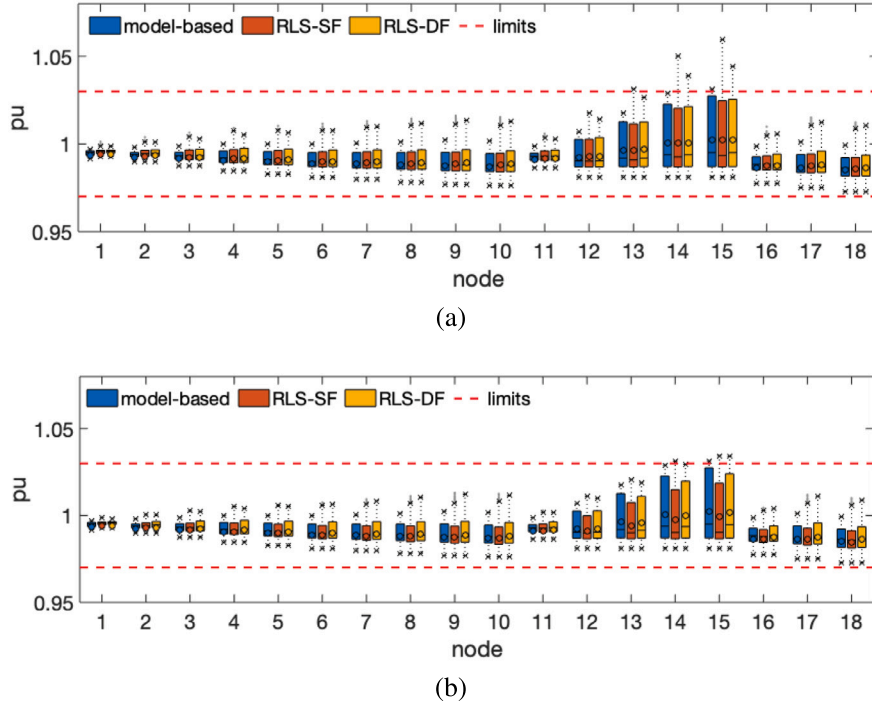 model-based RLS-SF RLS-DF limits
1.05
pu
1
0.95
1 2 3 4 5 6 7 8 9 10 11 12 13 14 15 16 17 18
node
(a)
model-based RLS-SF RLS-DF limits
1.05
pu
1
0.95
1 2 3 4 5 6 7 8 9 10 11 12 13 14 15 16 17 18
node
(b)